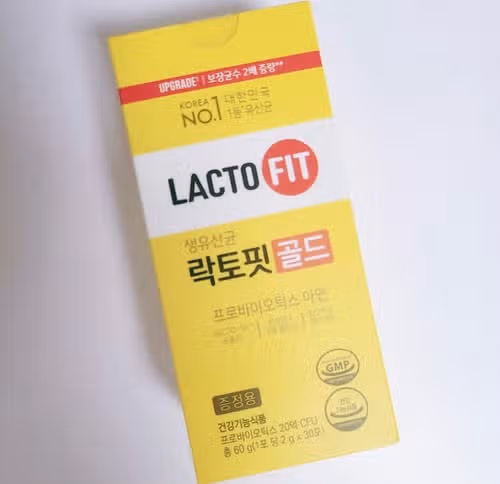 UPGRADE! 보장균수 2배 증량**
KOREA 대한민국
NO.1 1등 유산균
LACTO FIT
생유산균
락토핏 골드
프로바이오틱스 아연
GMP
증정용
건강기능식품
프로바이오틱스 20억 CFU
총 60 g(1포 당 2 g x 30포)